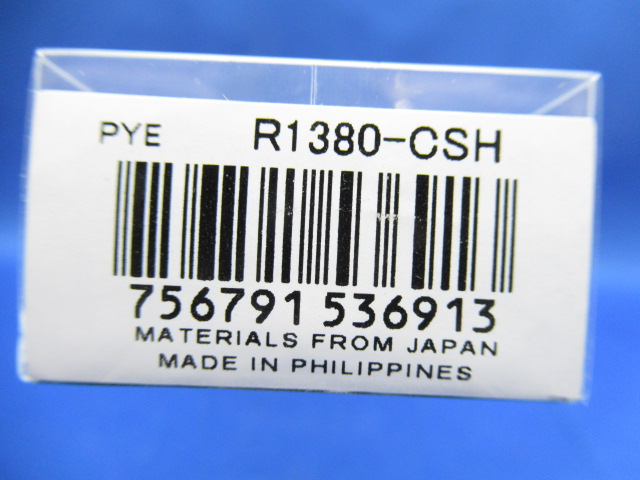 PYE R1380-CSH
756791 536913
MATERIALS FROM JAPAN
MADE IN PHILIPPINES